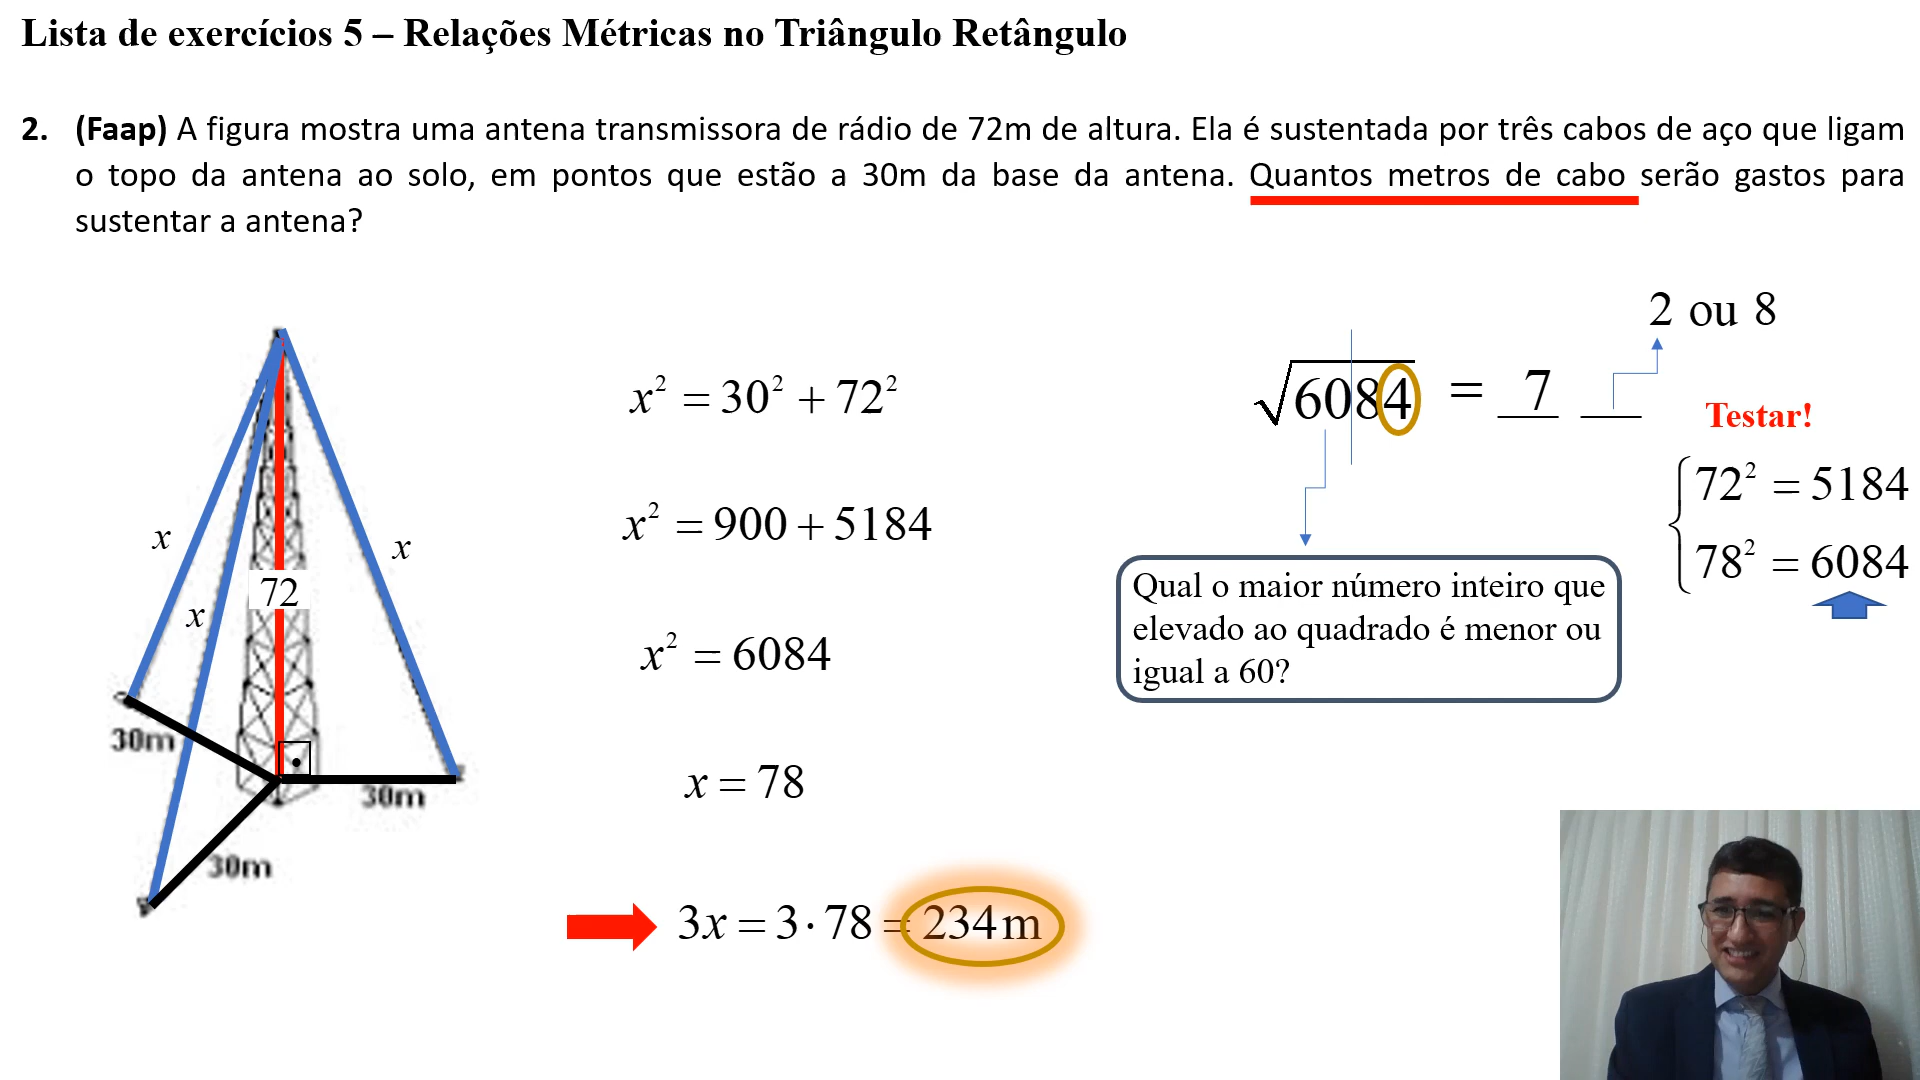 Lista de exercícios 5 – Relações Métricas no Triângulo Retângulo
2. (Faap) A figura mostra uma antena transmissora de rádio de 72m de altura. Ela é sustentada por três cabos de aço que ligam
o topo da antena ao solo, em pontos que estão a 30m da base da antena. Quantos metros de cabo serão gastos para
sustentar a antena?
x
x
x
72
30m
30m
30m
x² = 30² + 72²
x² = 900 + 5184
x² = 6084
x = 78
3x = 3 · 78 = 234 m
2 ou 8
√6084 = 7 __
Testar!
72² = 5184
78² = 6084
Qual o maior número inteiro que
elevado ao quadrado é menor ou
igual a 60?